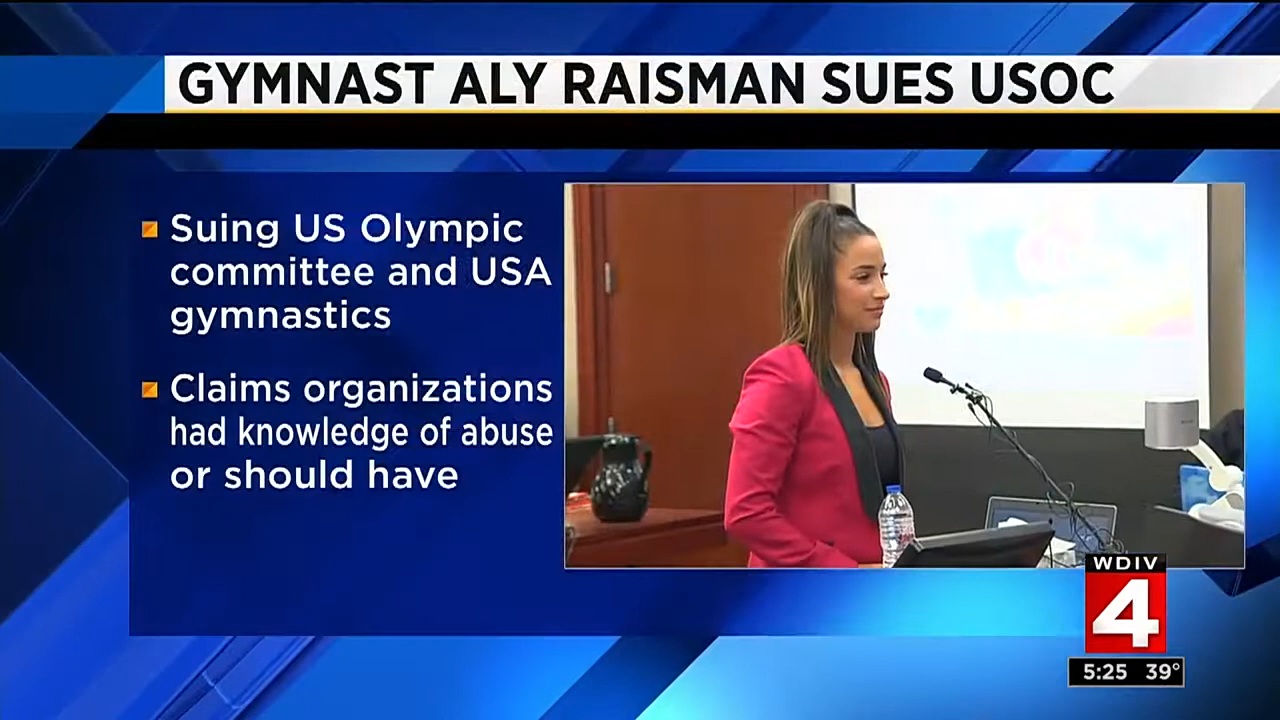 GYMNAST ALY RAISMAN SUES USOC
Suing US Olympic
committee and USA
gymnastics
Claims organizations
had knowledge of abuse
or should have
WDIV
4
5:25 39°